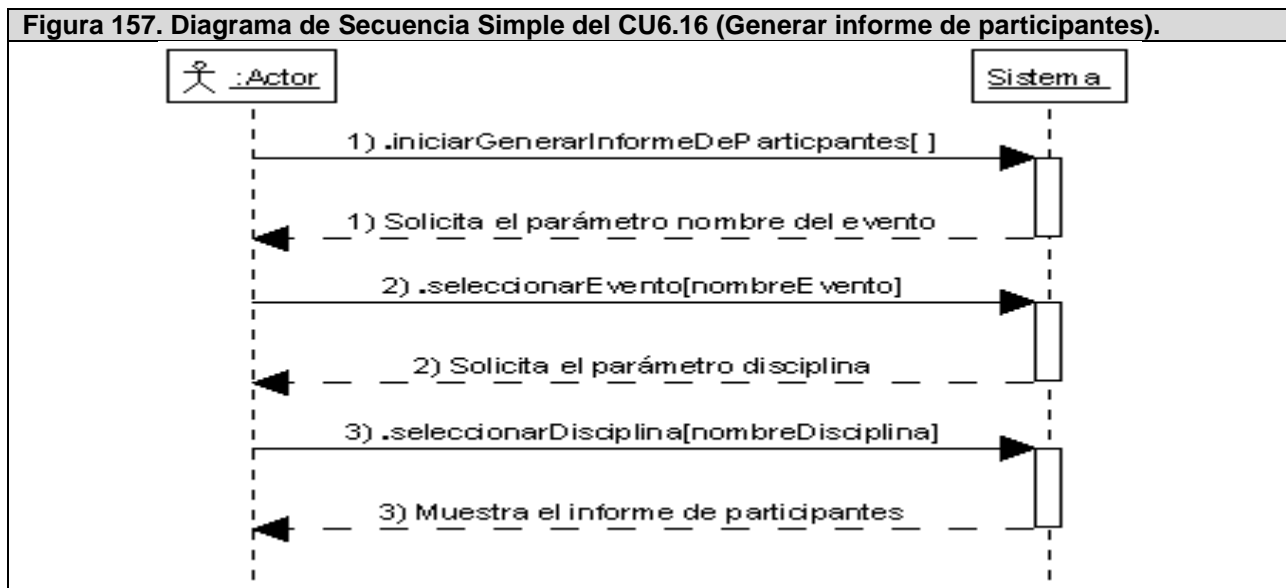 Figura 157. Diagrama de Secuencia Simple del CU6.16 (Generar informe de participantes).
:Actor
Sistema
1) .iniciarGenerarInformeDeParticpantes[ ]
1) Solicita el parámetro nombre del evento
2) .seleccionarEvento[nombreEvento]
2) Solicita el parámetro disciplina
3) .seleccionarDisciplina[nombreDisciplina]
3) Muestra el informe de participantes